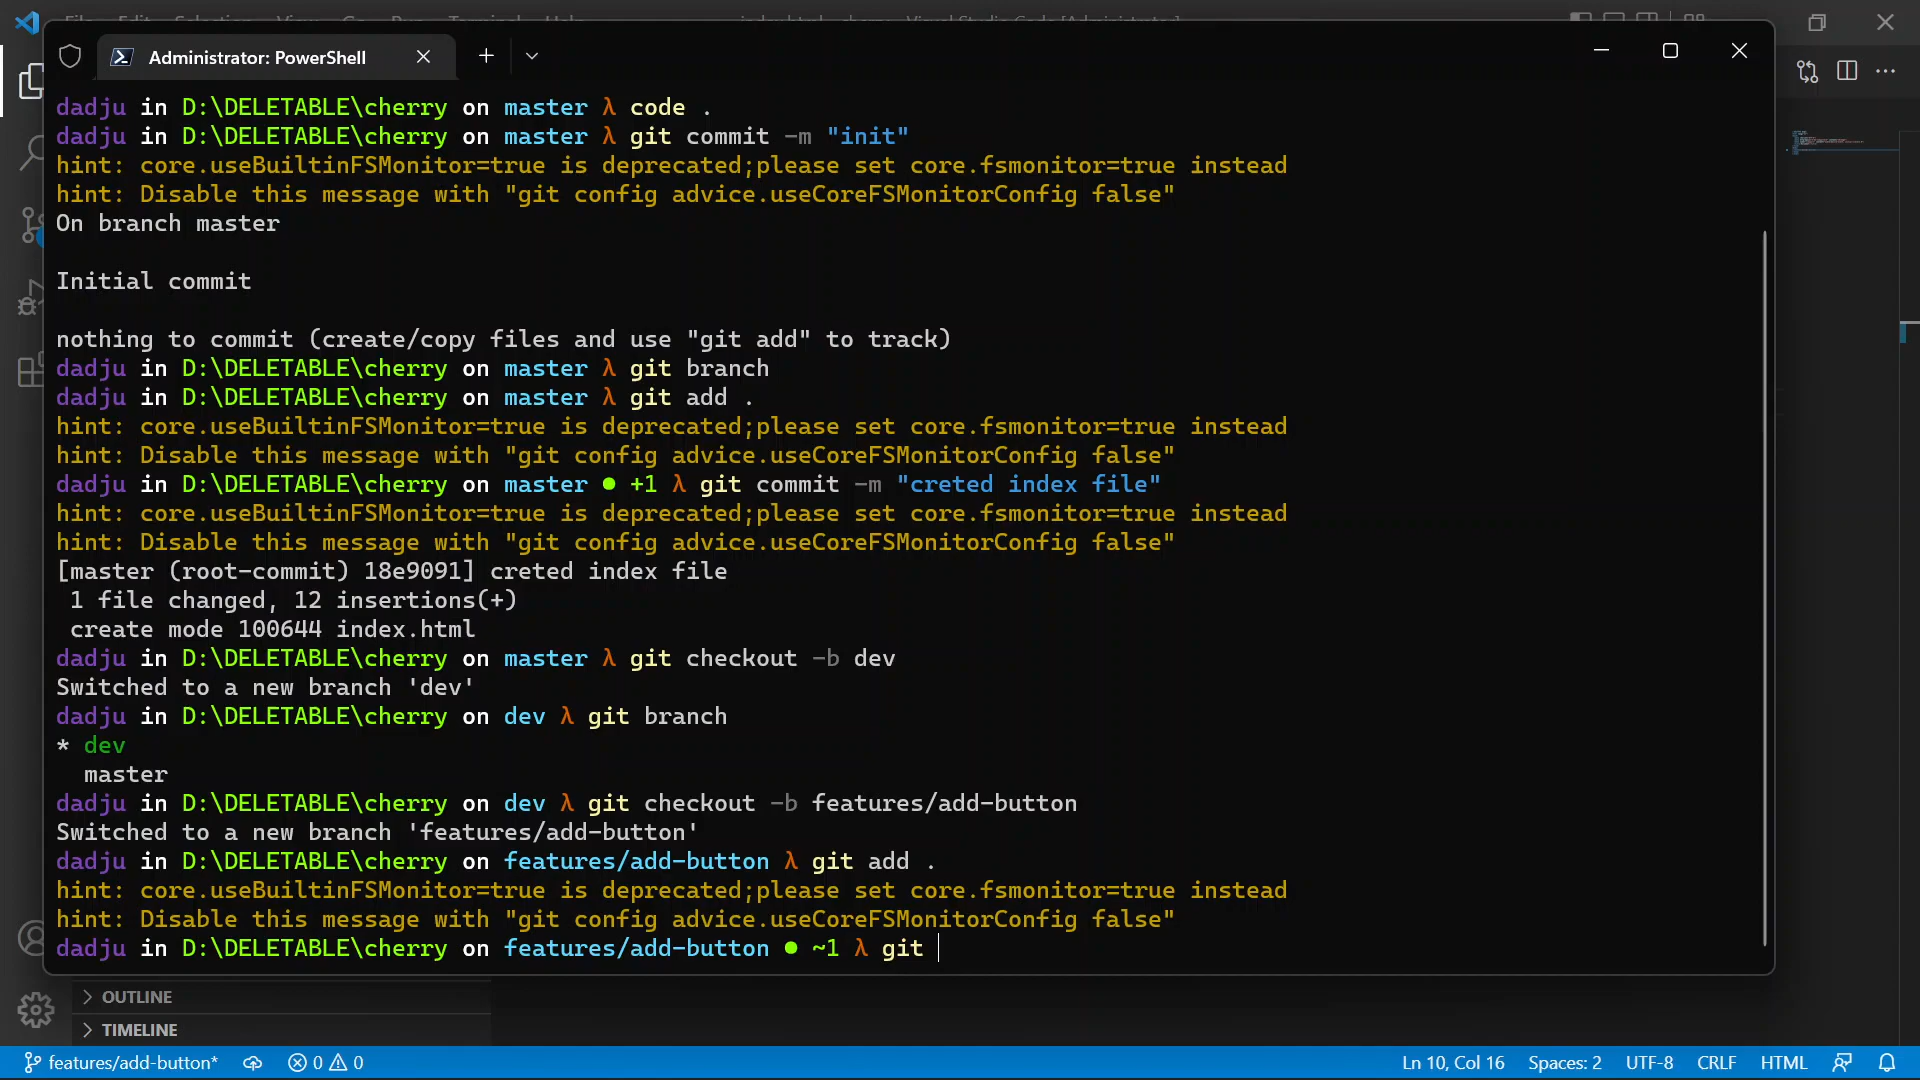 Administrator: PowerShell
dadju in D:\DELETABLE\cherry on master λ code .
dadju in D:\DELETABLE\cherry on master λ git commit -m "init"
hint: core.useBuiltinFSMonitor=true is deprecated;please set core.fsmonitor=true instead
hint: Disable this message with "git config advice.useCoreFSMonitorConfig false"
On branch master
Initial commit
nothing to commit (create/copy files and use "git add" to track)
dadju in D:\DELETABLE\cherry on master λ git branch
dadju in D:\DELETABLE\cherry on master λ git add .
hint: core.useBuiltinFSMonitor=true is deprecated;please set core.fsmonitor=true instead
hint: Disable this message with "git config advice.useCoreFSMonitorConfig false"
dadju in D:\DELETABLE\cherry on master ● +1 λ git commit -m "creted index file"
hint: core.useBuiltinFSMonitor=true is deprecated;please set core.fsmonitor=true instead
hint: Disable this message with "git config advice.useCoreFSMonitorConfig false"
[master (root-commit) 18e9091] creted index file
1 file changed, 12 insertions(+)
create mode 100644 index.html
dadju in D:\DELETABLE\cherry on master λ git checkout -b dev
Switched to a new branch 'dev'
dadju in D:\DELETABLE\cherry on dev λ git branch
* dev
master
dadju in D:\DELETABLE\cherry on dev λ git checkout -b features/add-button
Switched to a new branch 'features/add-button'
dadju in D:\DELETABLE\cherry on features/add-button λ git add .
hint: core.useBuiltinFSMonitor=true is deprecated;please set core.fsmonitor=true instead
hint: Disable this message with "git config advice.useCoreFSMonitorConfig false"
dadju in D:\DELETABLE\cherry on features/add-button ● ~1 λ git
OUTLINE
TIMELINE
features/add-button* 0 0 Ln 10, Col 16 Spaces: 2 UTF-8 CRLF HTML